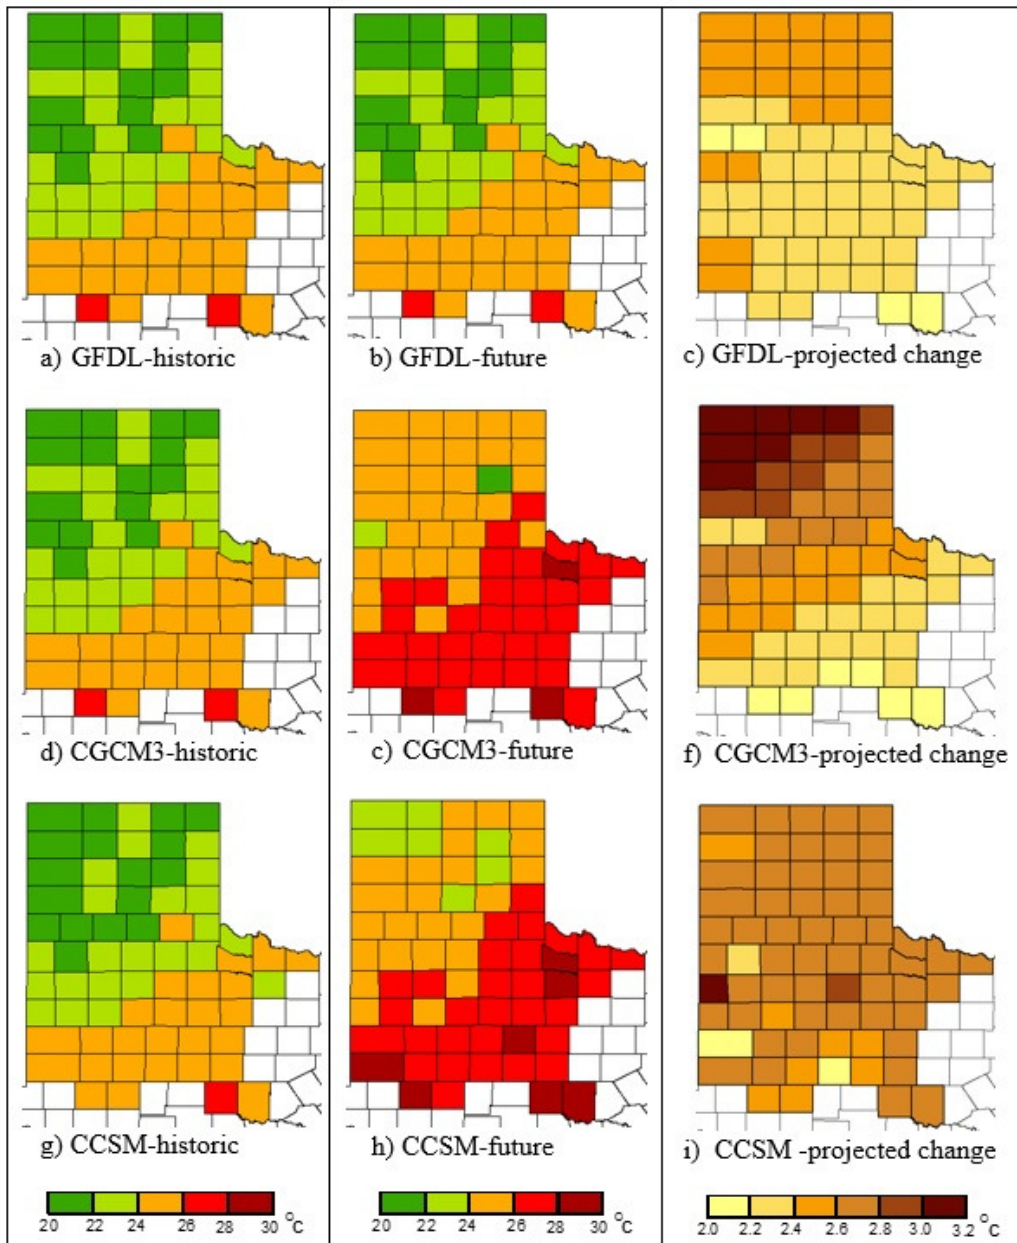 a) GFDL-historic
b) GFDL-future
c) GFDL-projected change
d) CGCM3-historic
c) CGCM3-future
f) CGCM3-projected change
g) CCSM-historic
h) CCSM-future
i) CCSM -projected change
20 22 24 26 28 30 °C
20 22 24 26 28 30 °C
2.0 2.2 2.4 2.6 2.8 3.0 3.2 °C